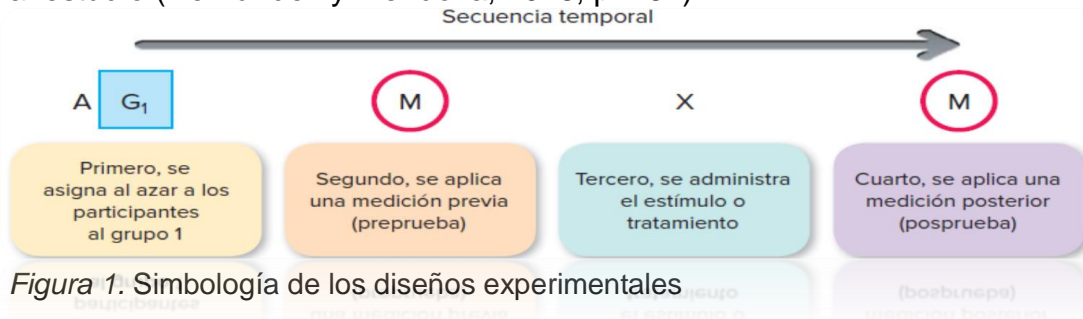 Secuencia temporal
A G₁ M X M
Primero, se
asigna al azar a los
participantes
al grupo 1
Segundo, se aplica
una medición previa
(preprueba)
Tercero, se administra
el estímulo o
tratamiento
Cuarto, se aplica una
medición posterior
(posprueba)
Figura 1. Simbología de los diseños experimentales